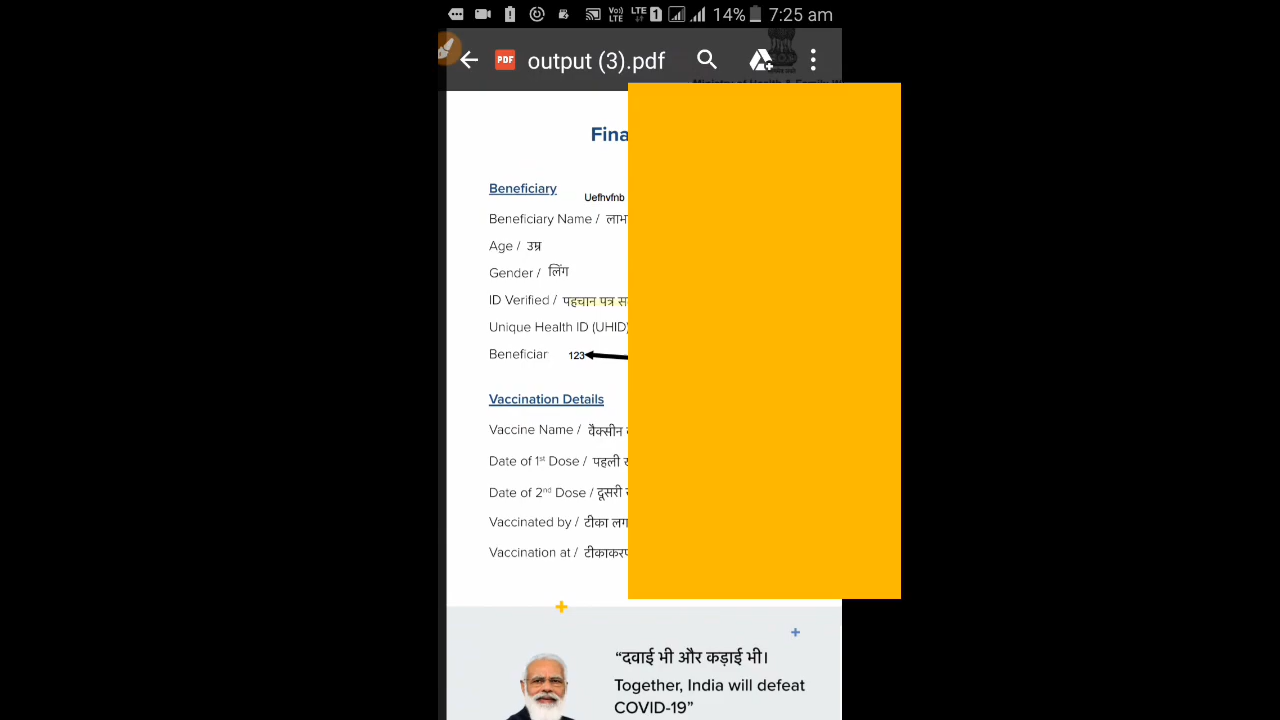 14% 7:25 am
output (3).pdf
Fina
Beneficiary
Uefhvfnb
Beneficiary Name / लाभ
Age / उम्र
Gender / लिंग
ID Verified / पहचान पत्र स
Unique Health ID (UHID)
Beneficiar 123
Vaccination Details
Vaccine Name / वैक्सीन
Date of 1st Dose / पहली
Date of 2nd Dose / दूसरी
Vaccinated by / टीका लग
Vaccination at / टीकाकर
“दवाई भी और कड़ाई भी।
Together, India will defeat
COVID-19”